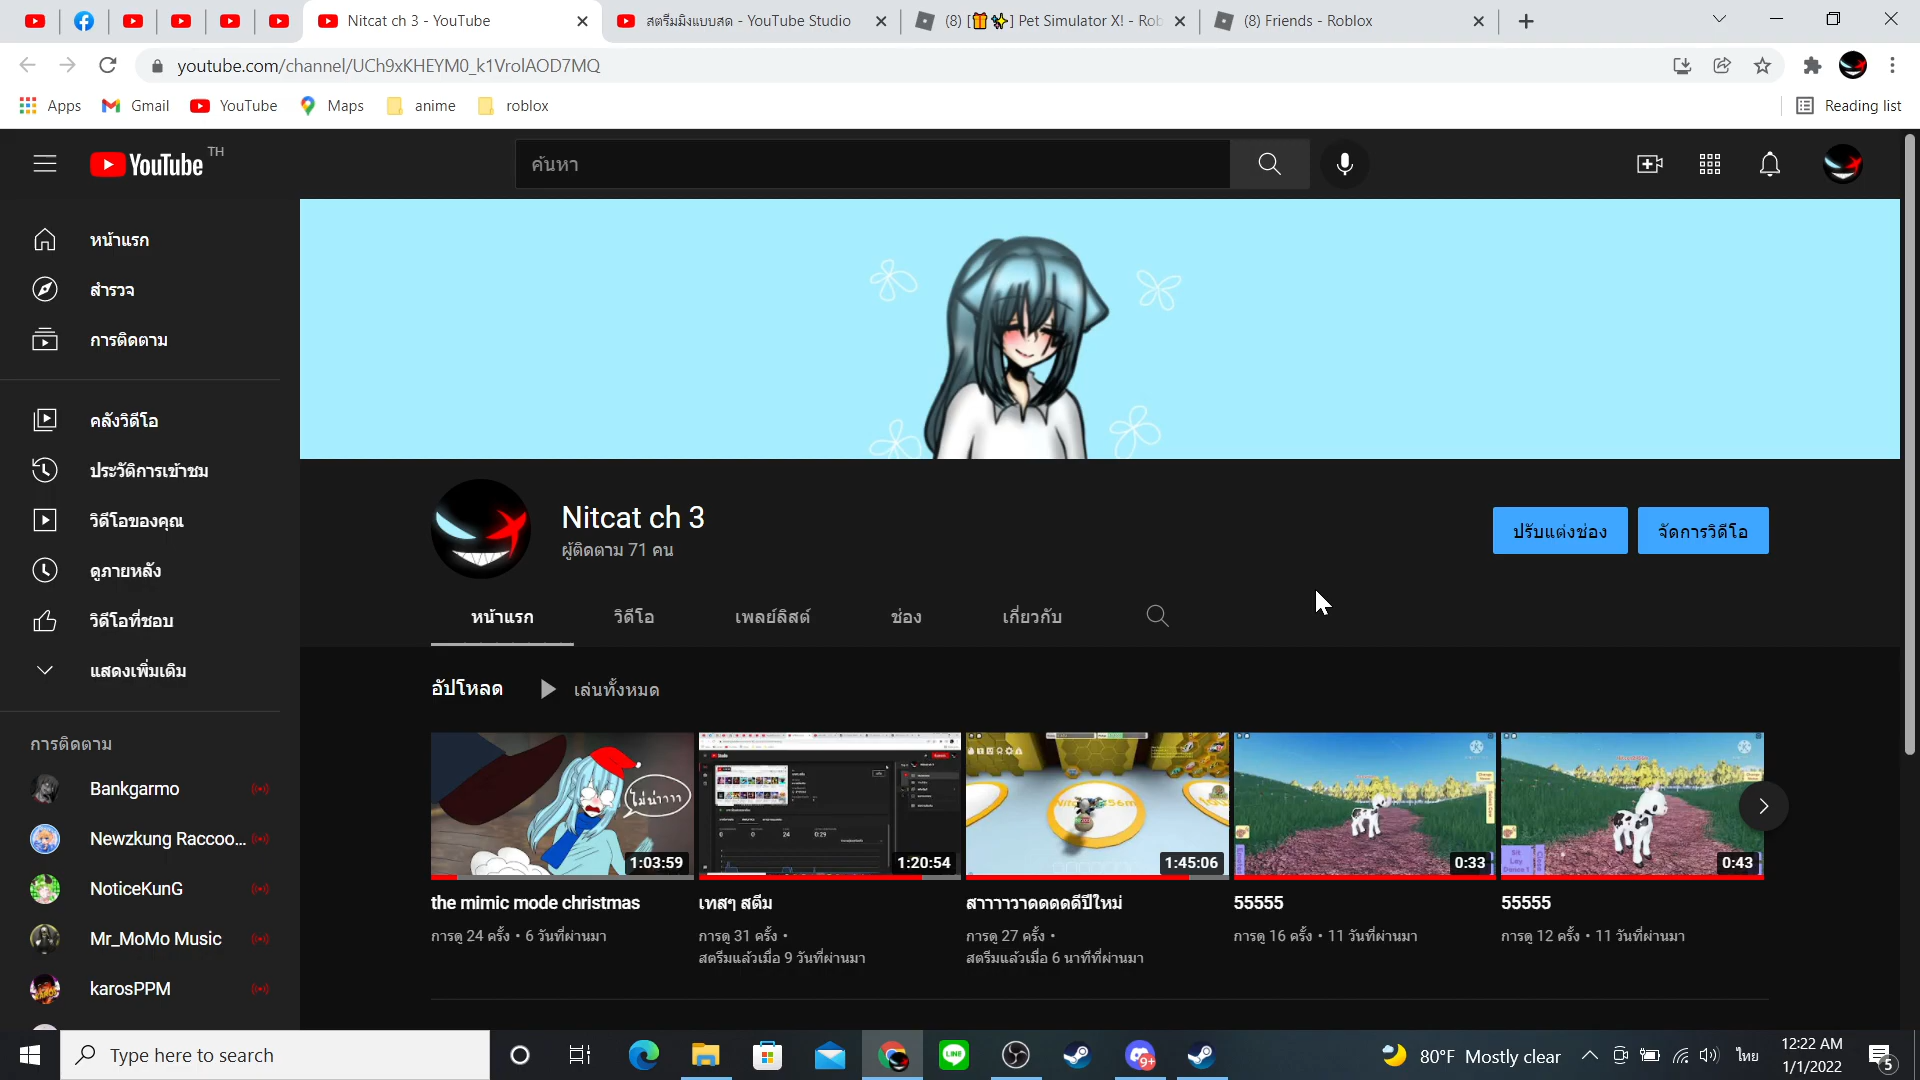 Nitcat ch 3 - YouTube
สตรีมมิงแบบสด - YouTube Studio
(8) [🎁✨] Pet Simulator X! - Rob
(8) Friends - Roblox
youtube.com/channel/UCh9xKHEYM0_k1VrolAOD7MQ
Apps
Gmail
YouTube
Maps
anime
roblox
Reading list
YouTube TH
ค้นหา
หน้าแรก
สำรวจ
การติดตาม
คลังวิดีโอ
ประวัติการเข้าชม
วิดีโอของคุณ
ดูภายหลัง
วิดีโอที่ชอบ
แสดงเพิ่มเติม
การติดตาม
Bankgarmo
Newzkung Raccoo...
NoticeKunG
Mr_MoMo Music
karosPPM
Nitcat ch 3
ผู้ติดตาม 71 คน
ปรับแต่งช่อง
จัดการวิดีโอ
หน้าแรก
วิดีโอ
เพลย์ลิสต์
ช่อง
เกี่ยวกับ
อัปโหลด
เล่นทั้งหมด
ไม่น่าาาา
1:03:59
1:20:54
1:45:06
0:33
0:43
the mimic mode christmas
การดู 24 ครั้ง • 6 วันที่ผ่านมา
เทสๆ สตีม
การดู 31 ครั้ง •
สตรีมแล้วเมื่อ 9 วันที่ผ่านมา
สาาาาวาดดดดดีปีใหม่
การดู 27 ครั้ง •
สตรีมแล้วเมื่อ 6 นาทีที่ผ่านมา
55555
การดู 16 ครั้ง • 11 วันที่ผ่านมา
55555
การดู 12 ครั้ง • 11 วันที่ผ่านมา
Type here to search
LINE
9+
80°F Mostly clear
ไทย
12:22 AM
1/1/2022
5